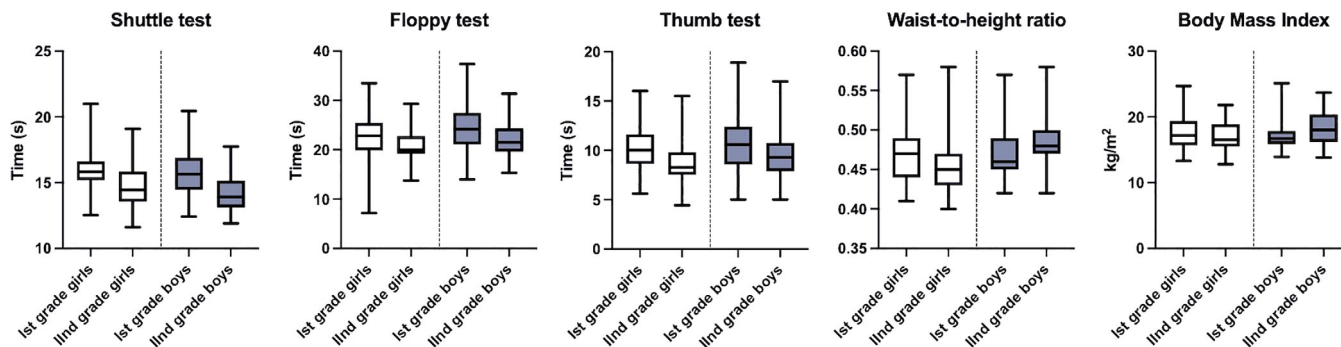 Shuttle test
Time (s)
25
20
15
10
Ist grade girls
IInd grade girls
Ist grade boys
IInd grade boys
Floppy test
Time (s)
40
30
20
10
0
Ist grade girls
IInd grade girls
Ist grade boys
IInd grade boys
Thumb test
Time (s)
20
15
10
5
0
Ist grade girls
IInd grade girls
Ist grade boys
IInd grade boys
Waist-to-height ratio
0.60
0.55
0.50
0.45
0.40
0.35
Ist grade girls
IInd grade girls
Ist grade boys
IInd grade boys
Body Mass Index
kg/m²
30
20
10
0
Ist grade girls
IInd grade girls
Ist grade boys
IInd grade boys